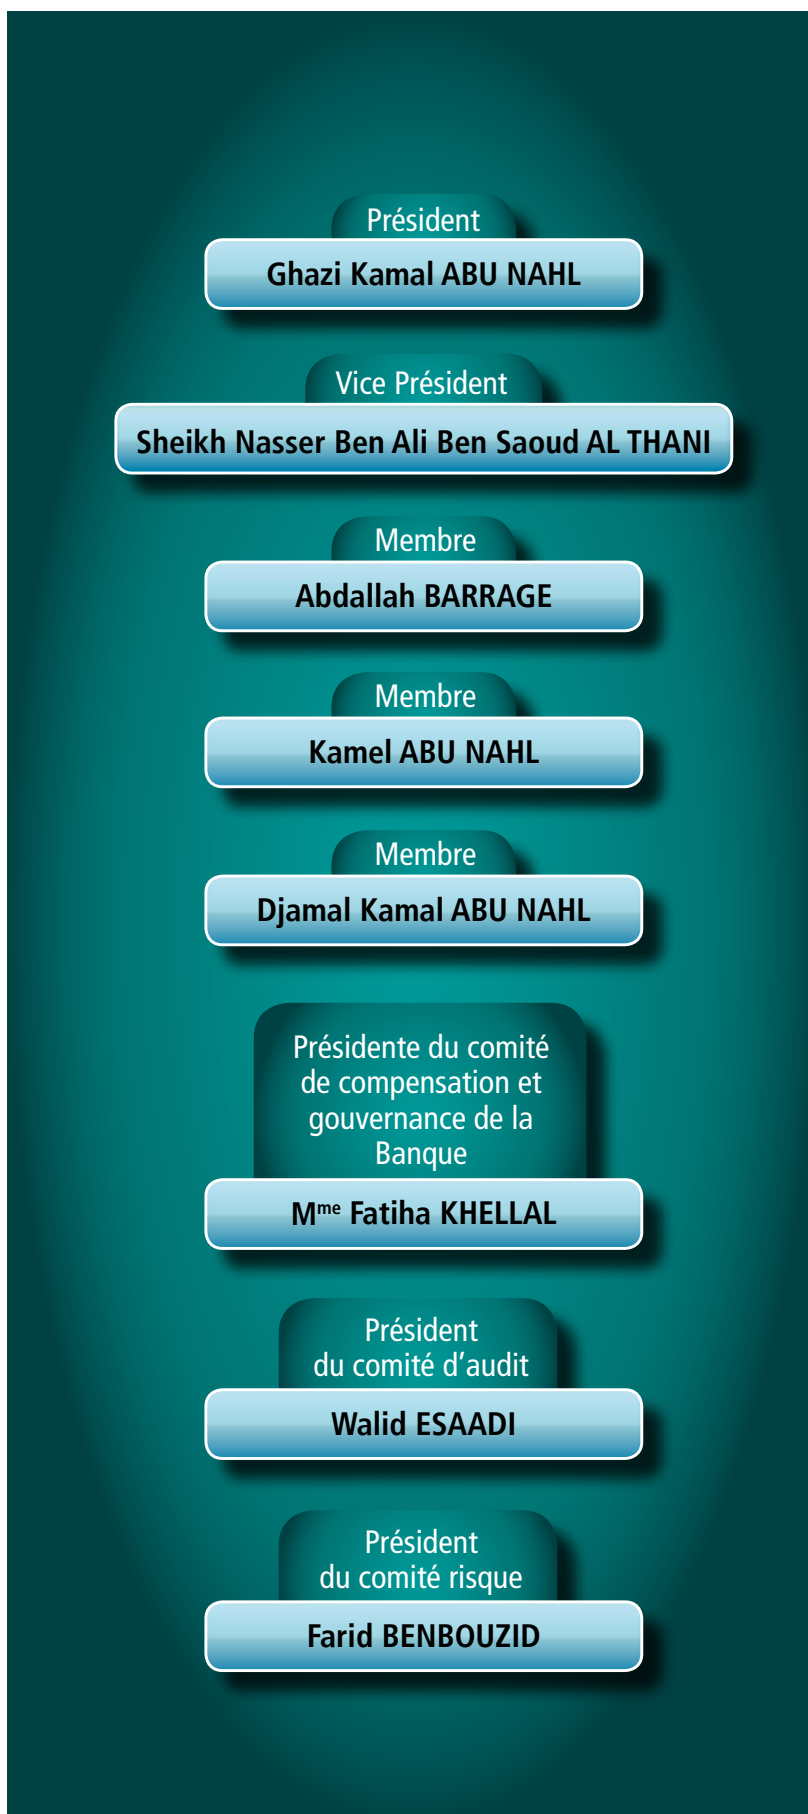 Président
Ghazi Kamal ABU NAHL
Vice Président
Sheikh Nasser Ben Ali Ben Saoud AL THANI
Membre
Abdallah BARRAGE
Membre
Kamel ABU NAHL
Membre
Djamal Kamal ABU NAHL
Présidente du comité
de compensation et
gouvernance de la
Banque
Mme Fatiha KHELLAL
Président
du comité d’audit
Walid ESAADI
Président
du comité risque
Farid BENBOUZID